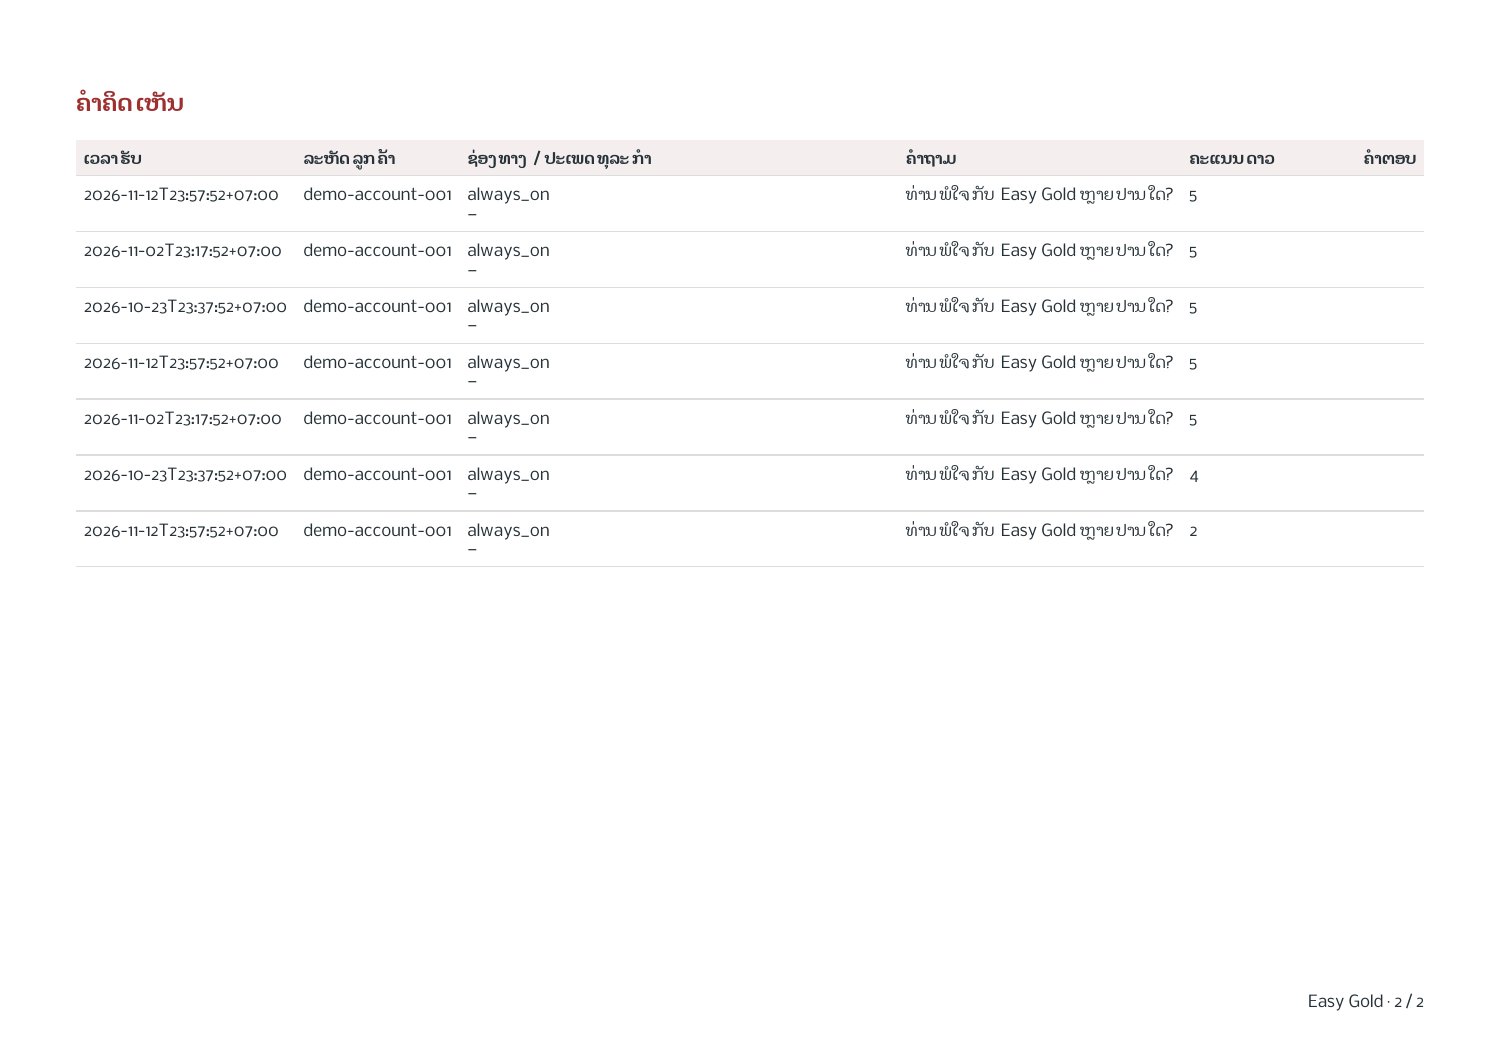 ຄຳຄິດເຫັນ
ເວລາຮັບ ລະຫັດລູກຄ້າ ຊ່ອງທາງ / ປະເພດທຸລະກຳ ຄຳຖາມ ຄະແນນດາວ ຄຳຕອບ
2026-11-12T23:57:52+07:00 demo-account-001 always_on ທ່ານພໍໃຈກັບ Easy Gold ຫຼາຍປານໃດ? 5
–
2026-11-02T23:17:52+07:00 demo-account-001 always_on ທ່ານພໍໃຈກັບ Easy Gold ຫຼາຍປານໃດ? 5
–
2026-10-23T23:37:52+07:00 demo-account-001 always_on ທ່ານພໍໃຈກັບ Easy Gold ຫຼາຍປານໃດ? 5
–
2026-11-12T23:57:52+07:00 demo-account-001 always_on ທ່ານພໍໃຈກັບ Easy Gold ຫຼາຍປານໃດ? 5
–
2026-11-02T23:17:52+07:00 demo-account-001 always_on ທ່ານພໍໃຈກັບ Easy Gold ຫຼາຍປານໃດ? 5
–
2026-10-23T23:37:52+07:00 demo-account-001 always_on ທ່ານພໍໃຈກັບ Easy Gold ຫຼາຍປານໃດ? 4
–
2026-11-12T23:57:52+07:00 demo-account-001 always_on ທ່ານພໍໃຈກັບ Easy Gold ຫຼາຍປານໃດ? 2
–
Easy Gold · 2 / 2